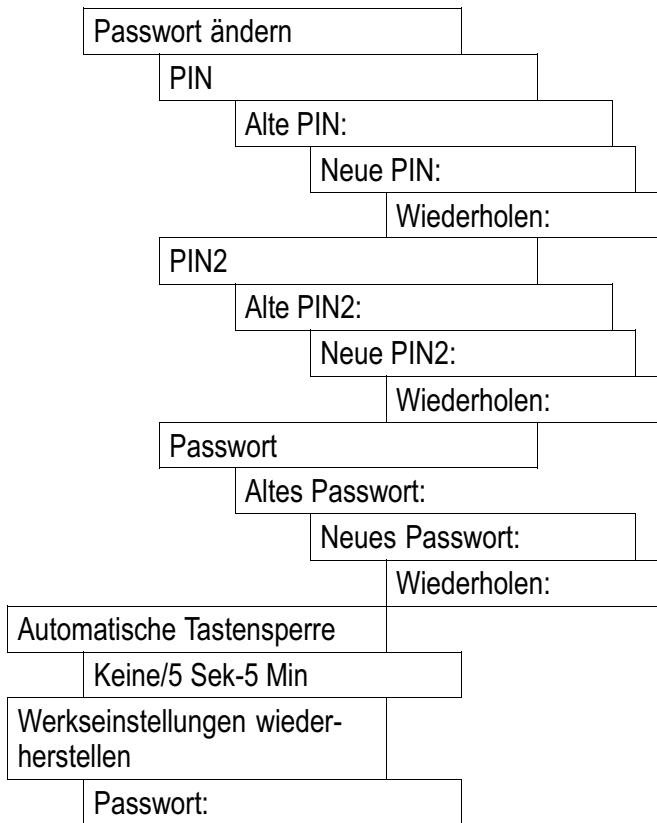 Passwort ändern
PIN
Alte PIN:
Neue PIN:
Wiederholen:
PIN2
Alte PIN2:
Neue PIN2:
Wiederholen:
Passwort
Altes Passwort:
Neues Passwort:
Wiederholen:
Automatische Tastensperre
Keine/5 Sek-5 Min
Werkseinstellungen wieder-
herstellen
Passwort: